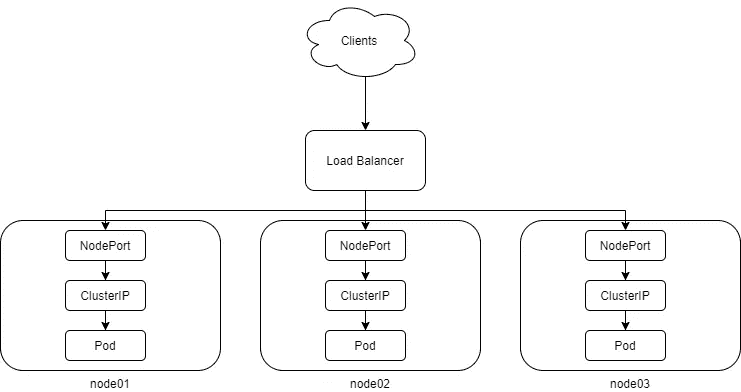 Clients
Load Balancer
NodePort
NodePort
NodePort
ClusterIP
ClusterIP
ClusterIP
Pod
Pod
Pod
node01
node02
node03